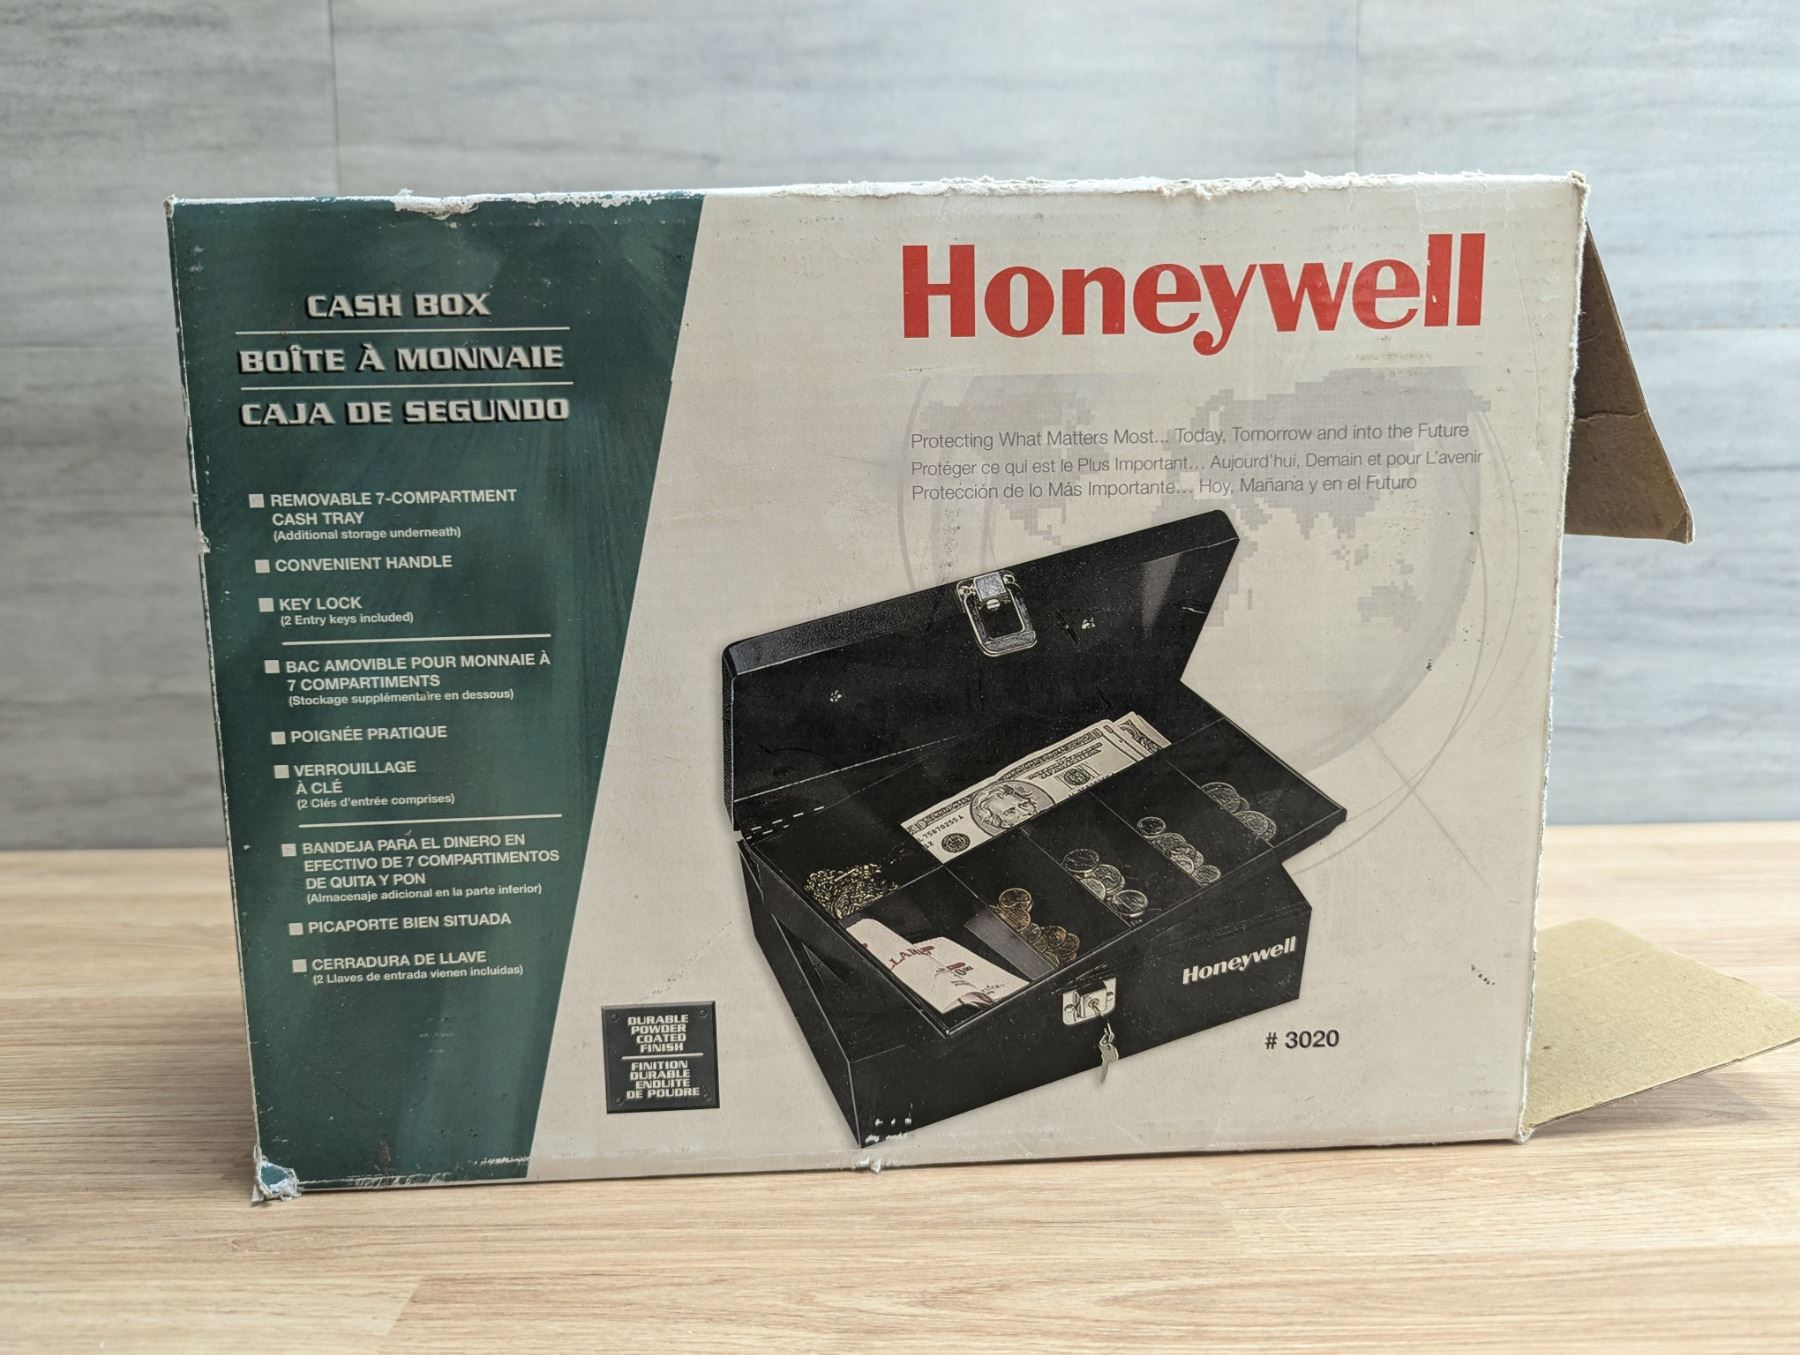 CASH BOX
BOÎTE À MONNAIE
CAJA DE SEGUNDO
REMOVABLE 7-COMPARTMENT
CASH TRAY
(Additional storage underneath)
CONVENIENT HANDLE
KEY LOCK
(2 Entry keys included)
BAC AMOVIBLE POUR MONNAIE À
7 COMPARTIMENTS
(Stockage supplémentaire en dessous)
POIGNÉE PRATIQUE
VERROUILLAGE
À CLÉ
(2 Clés d'entrée comprises)
BANDEJA PARA EL DINERO EN
EFECTIVO DE 7 COMPARTIMENTOS
DE QUITA Y PON
(Almacenaje adicional en la parte inferior)
PICAPORTE BIEN SITUADA
CERRADURA DE LLAVE
(2 Llaves de entrada vienen incluidas)
DURABLE
POWDER
COATED
FINISH
FINITION
DURABLE
ENDUITE
DE POUDRE
Honeywell
Protecting What Matters Most... Today, Tomorrow and into the Future
Protéger ce qui est le Plus Important... Aujourd'hui, Demain et pour L'avenir
Protección de lo Más Importante... Hoy, Mañana y en el Futuro
Honeywell
# 3020